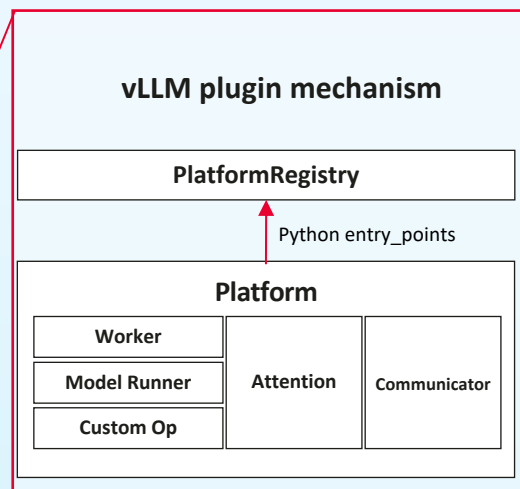 vLLM plugin mechanism
PlatformRegistry
Python entry_points
Platform
Worker
Model Runner
Custom Op
Attention
Communicator